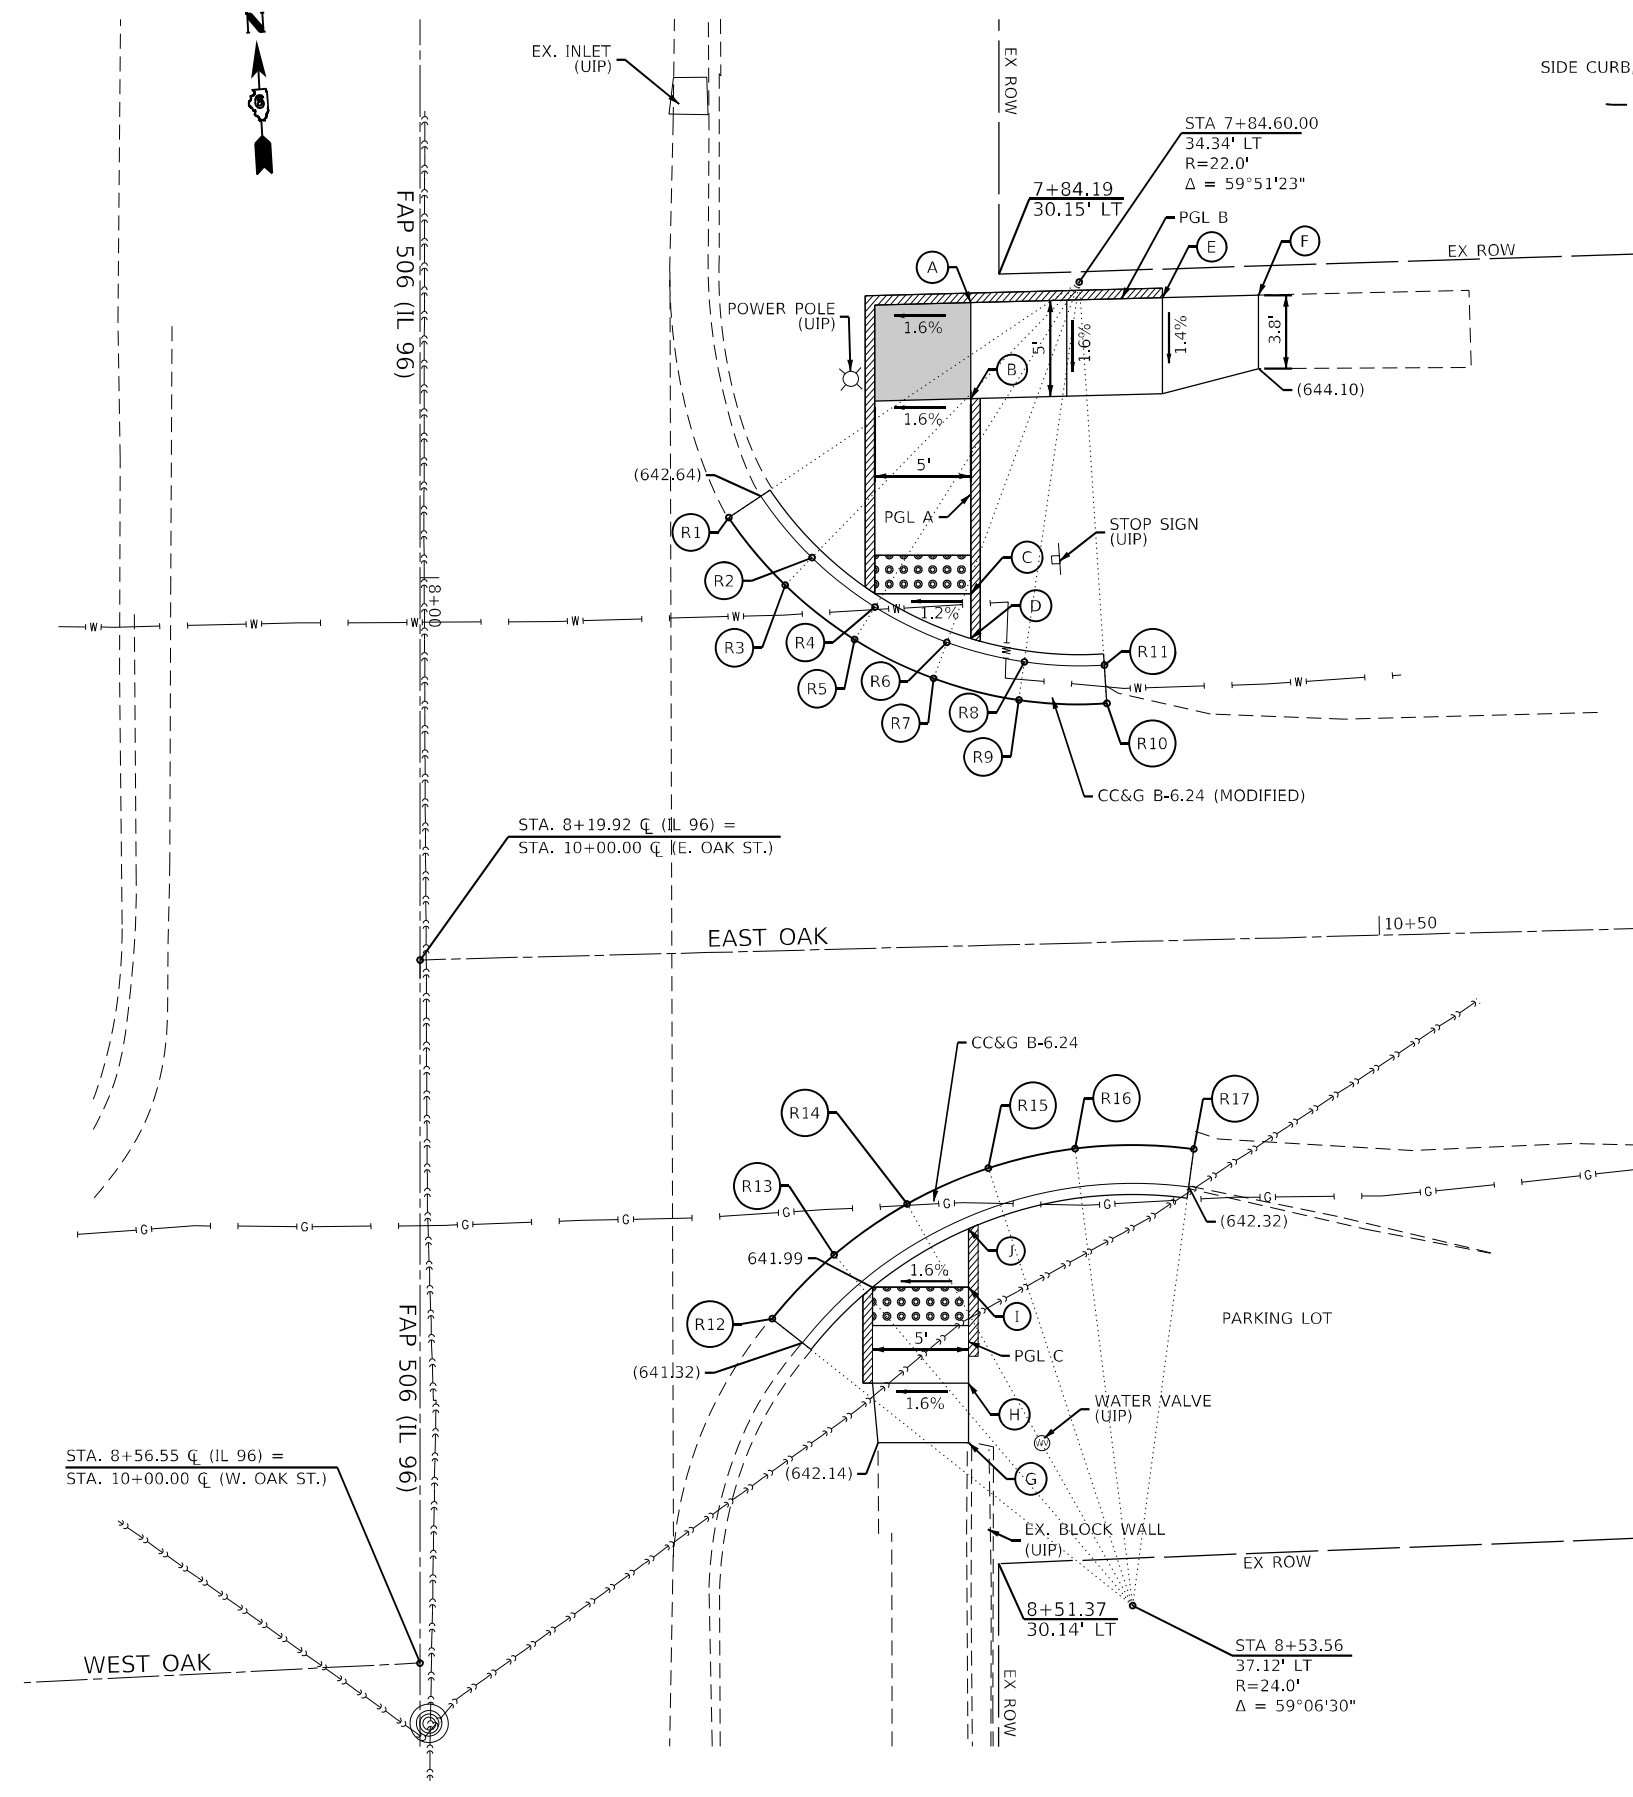 N
6
EX. INLET
(UIP)
EX ROW
SIDE CURB,
STA 7+84.60.00
34.34' LT
R=22.0'
Δ = 59°51'23"
7+84.19
30.15' LT
PGL B
E
F
EX ROW
A
FAP 506 (IL 96)
POWER POLE
(UIP)
1.6%
5'
1.6%
1.4%
3.8'
B
(644.10)
1.6%
5'
(642.64)
PGL A
STOP SIGN
(UIP)
R1
C
R2
8+00
1.2%
D
W W W W W W
W
R3
R4
R11
R5
R6
W W
R7
R8
R10
R9
CC&G B-6.24 (MODIFIED)
STA. 8+19.92 ℄ (IL 96) =
STA. 10+00.00 ℄ (E. OAK ST.)
EAST OAK
10+50
CC&G B-6.24
R14
R15
R16
R17
R13
G G G G G G G G G G
(642.32)
J
641.99
1.6%
R12
I
PARKING LOT
5'
PGL C
(641.32)
FAP 506 (IL 96)
1.6%
H
WATER VALVE
(UIP)
WV
STA. 8+56.55 ℄ (IL 96) =
STA. 10+00.00 ℄ (W. OAK ST.)
(642.14)
G
EX. BLOCK WALL
(UIP)
EX ROW
8+51.37
30.14' LT
STA 8+53.56
37.12' LT
R=24.0'
Δ = 59°06'30"
WEST OAK
EX ROW